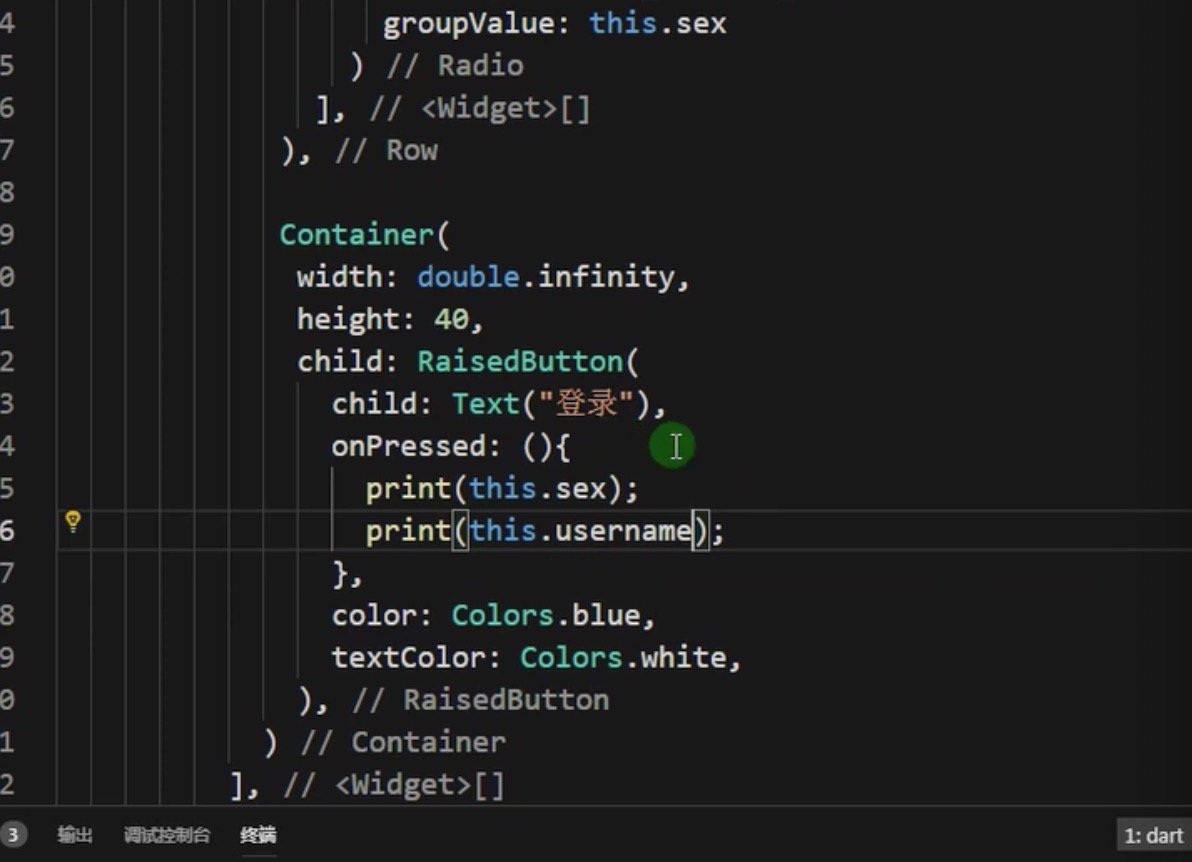 4 groupValue: this.sex
5 ) // Radio
6 ], // <Widget>[]
7 ), // Row
8
9 Container(
0 width: double.infinity,
1 height: 40,
2 child: RaisedButton(
3 child: Text("登录"),
4 onPressed: (){
5 print(this.sex);
6 print(this.username);
7 },
8 color: Colors.blue,
9 textColor: Colors.white,
0 ), // RaisedButton
1 ) // Container
2 ], // <Widget>[]
3 输出 调试控制台 终端 1: dart